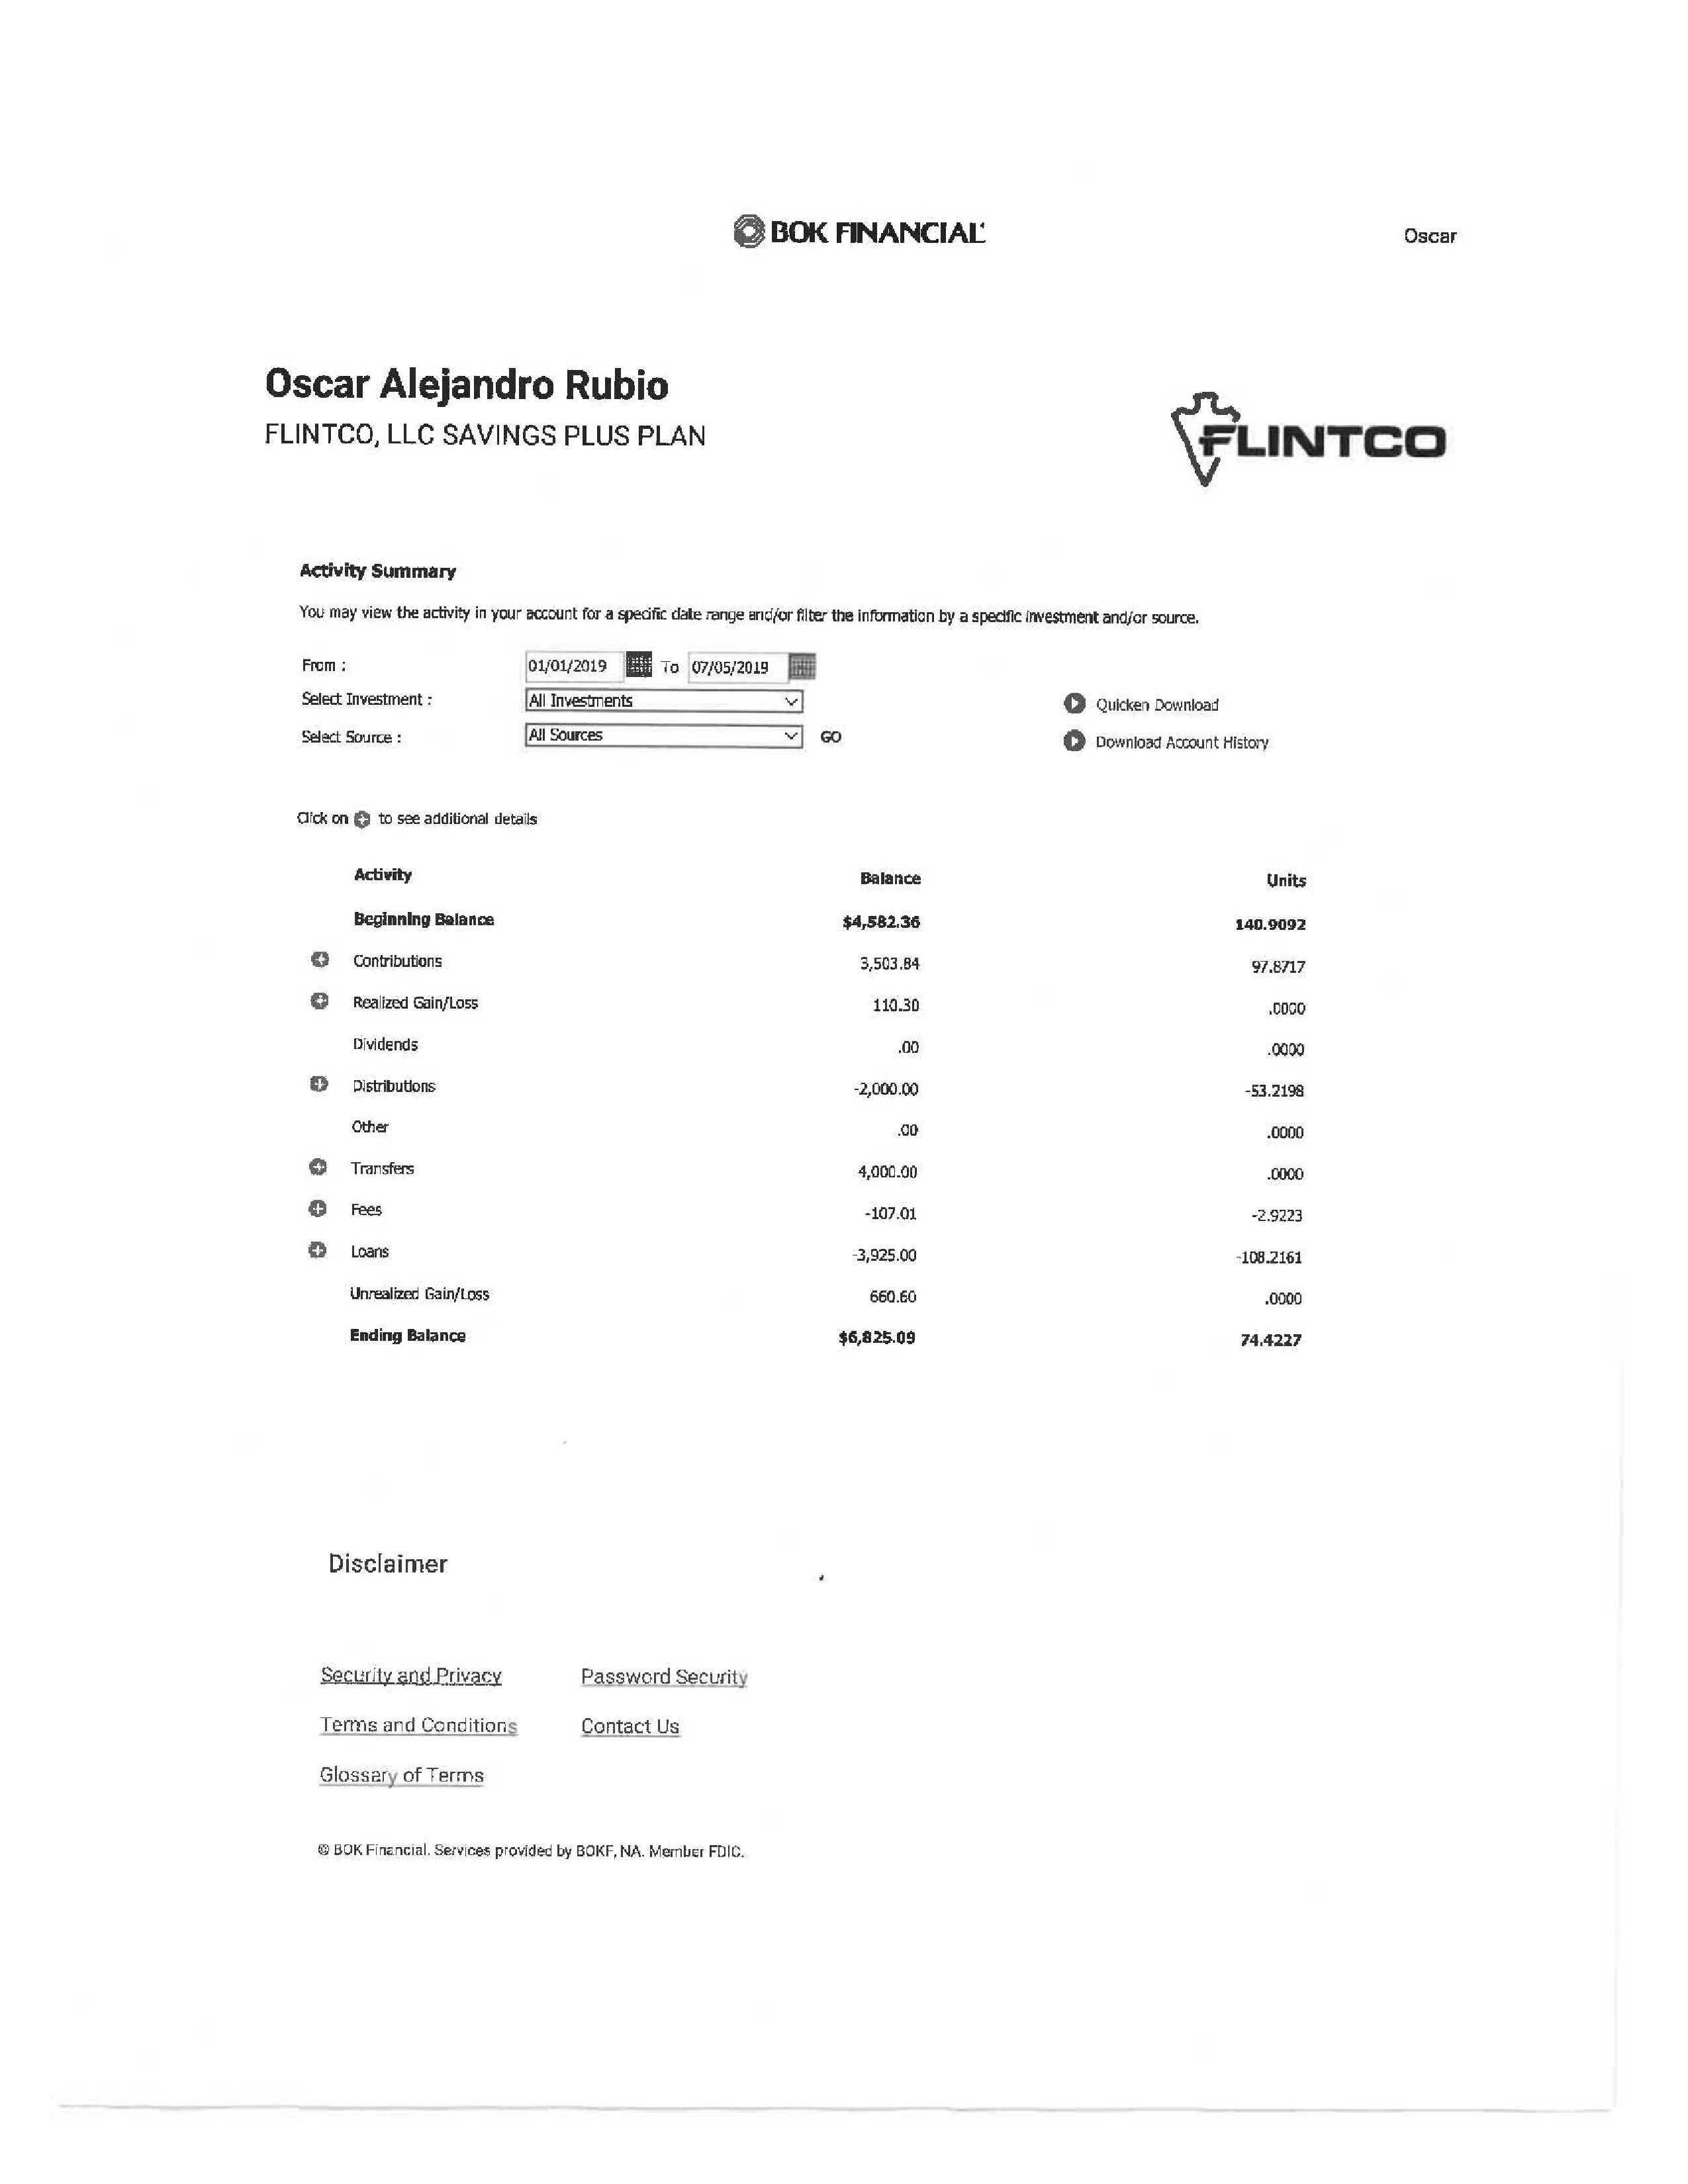 BOK FINANCIAL
Oscar
Oscar Alejandro Rubio
FLINTCO, LLC SAVINGS PLUS PLAN
FLINTCO
Activity Summary
You may view the activity in your account for a specific date range and/or filter the information by a specific investment and/or source.
From : 01/01/2019 To 07/05/2019
Select Investment : All Investments Quicken Download
Select Source : All Sources GO Download Account History
Click on to see additional details
Activity Balance Units
Beginning Balance $4,582.36 140.9092
Contributions 3,503.84 97.8717
Realized Gain/Loss 110.30 .0000
Dividends .00 .0000
Distributions -2,000.00 -53.2198
Other .00 .0000
Transfers 4,000.00 .0000
Fees -107.01 -2.9223
Loans -3,925.00 -108.2161
Unrealized Gain/Loss 660.60 .0000
Ending Balance $6,825.09 74.4227
Disclaimer
Security and Privacy Password Security
Terms and Conditions Contact Us
Glossary of Terms
© BOK Financial. Services provided by BOKF, NA. Member FDIC.